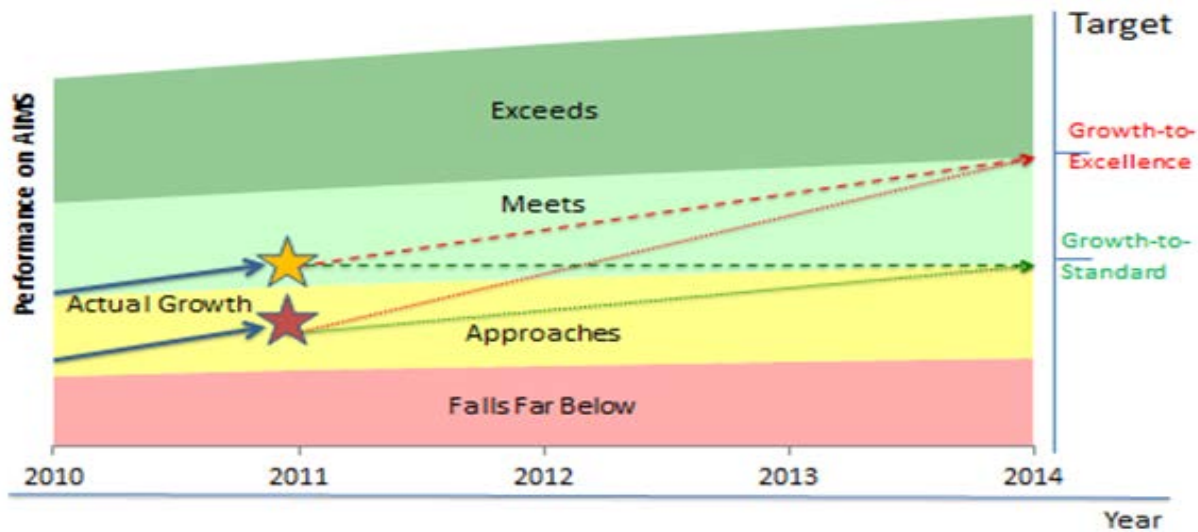 Target
Performance on AIMS
Exceeds
Growth-to-
Excellence
Meets
Growth-to-
Standard
Actual Growth
Approaches
Falls Far Below
2010 2011 2012 2013 2014
Year